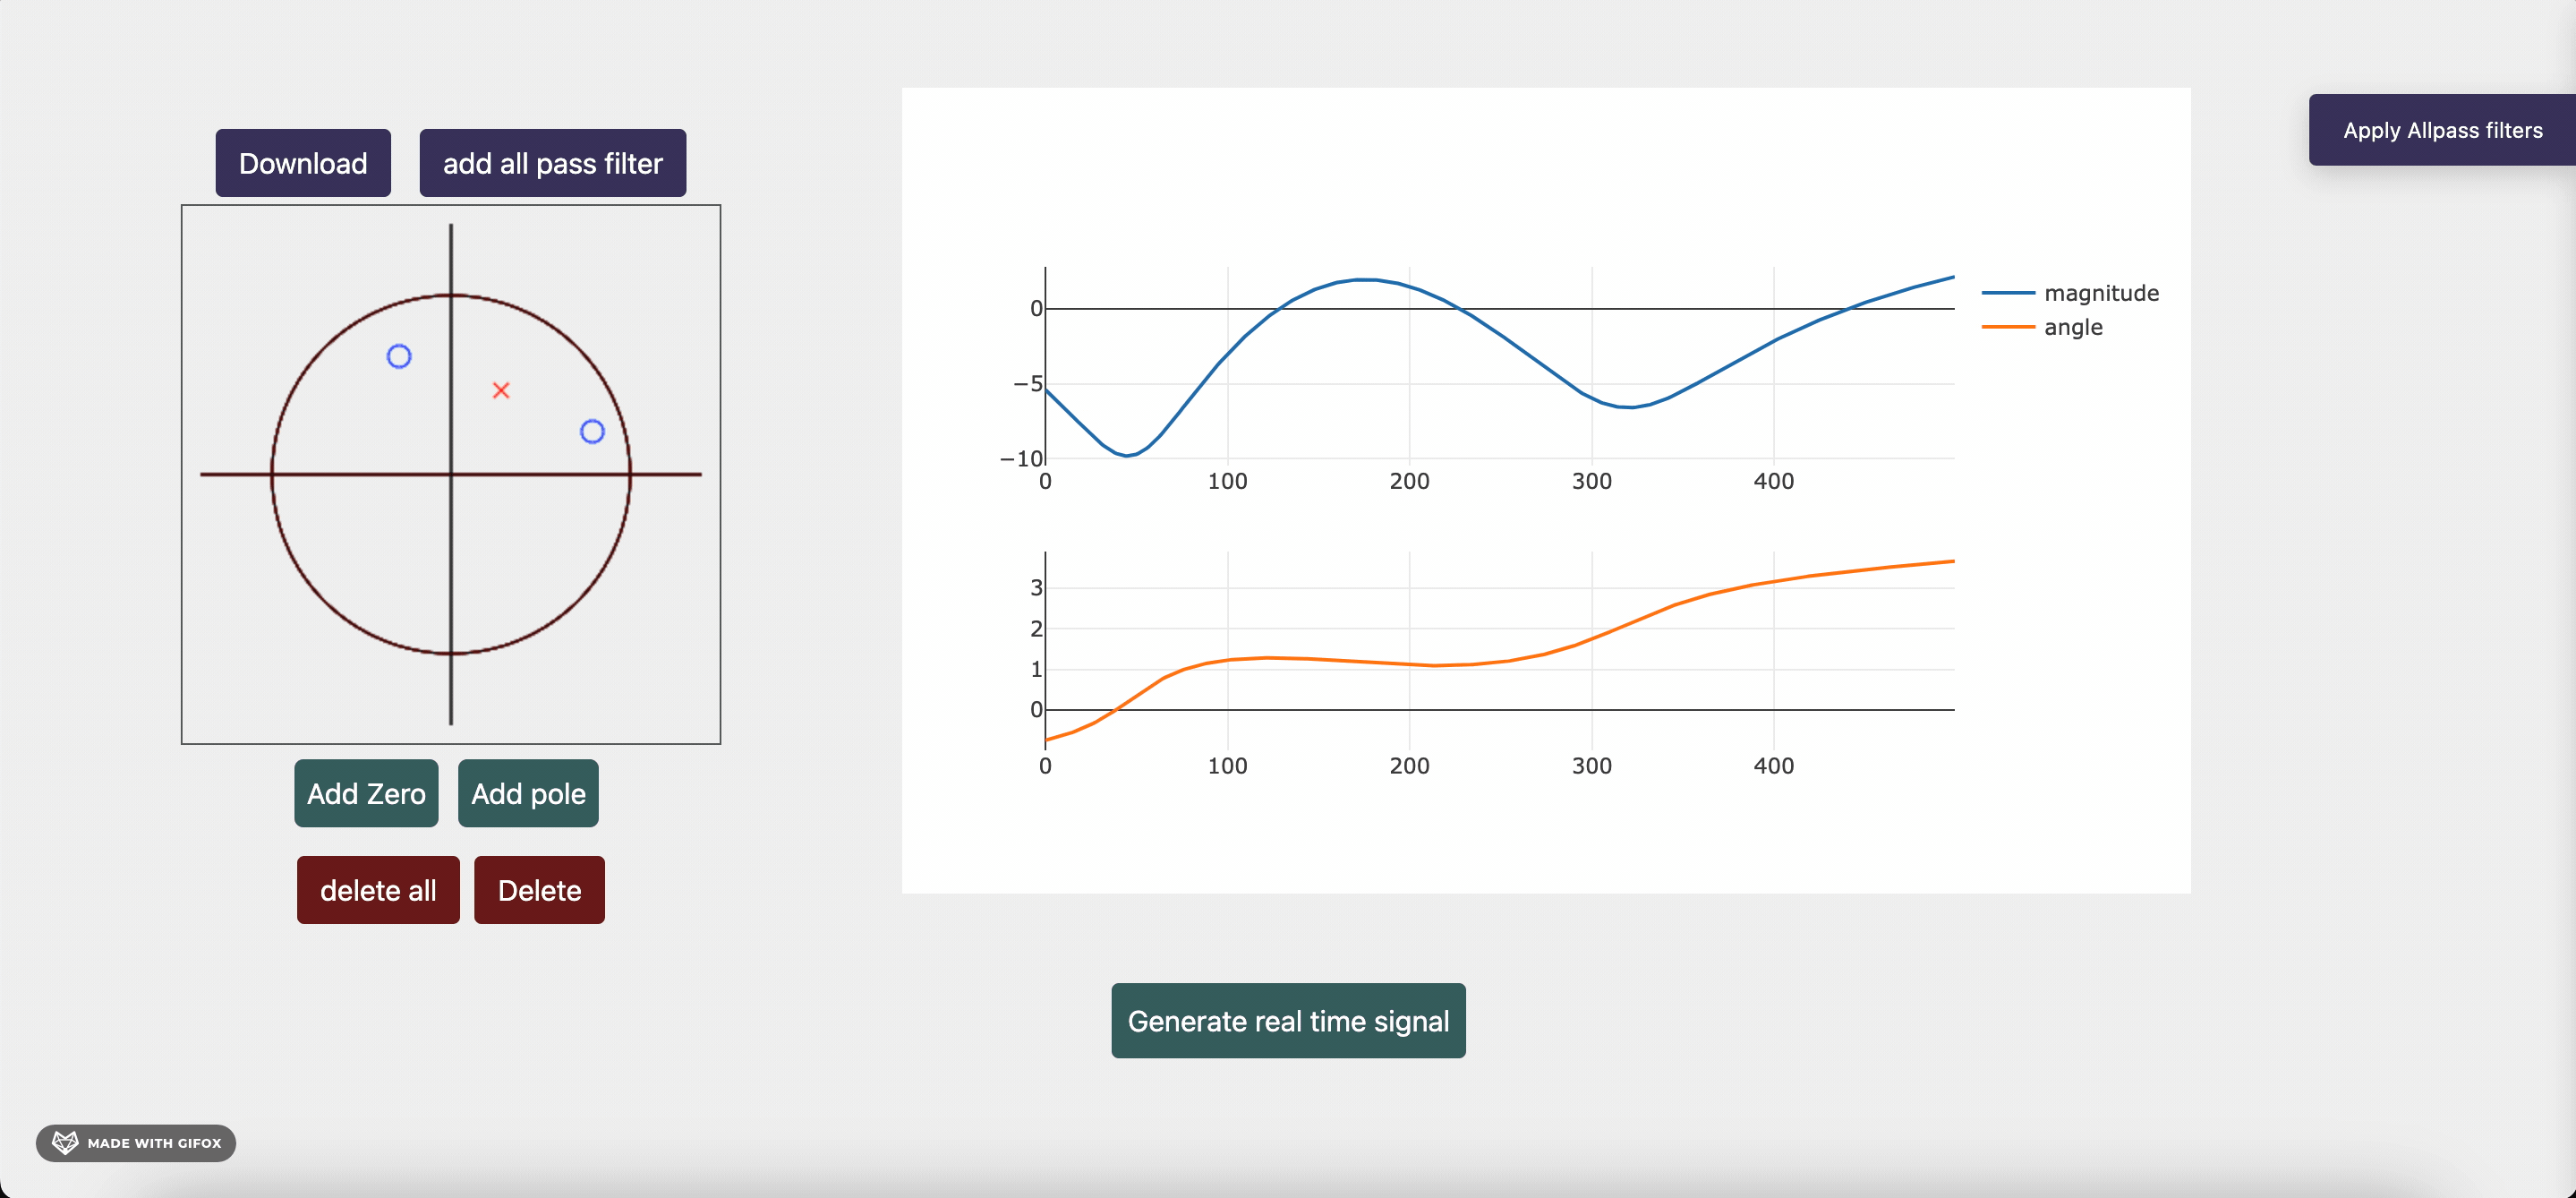 Download
add all pass filter
Apply Allpass filters
0
−5
−10
0
100
200
300
400
magnitude
angle
3
2
1
0
0
100
200
300
400
Add Zero
Add pole
delete all
Delete
Generate real time signal
MADE WITH GIFOX